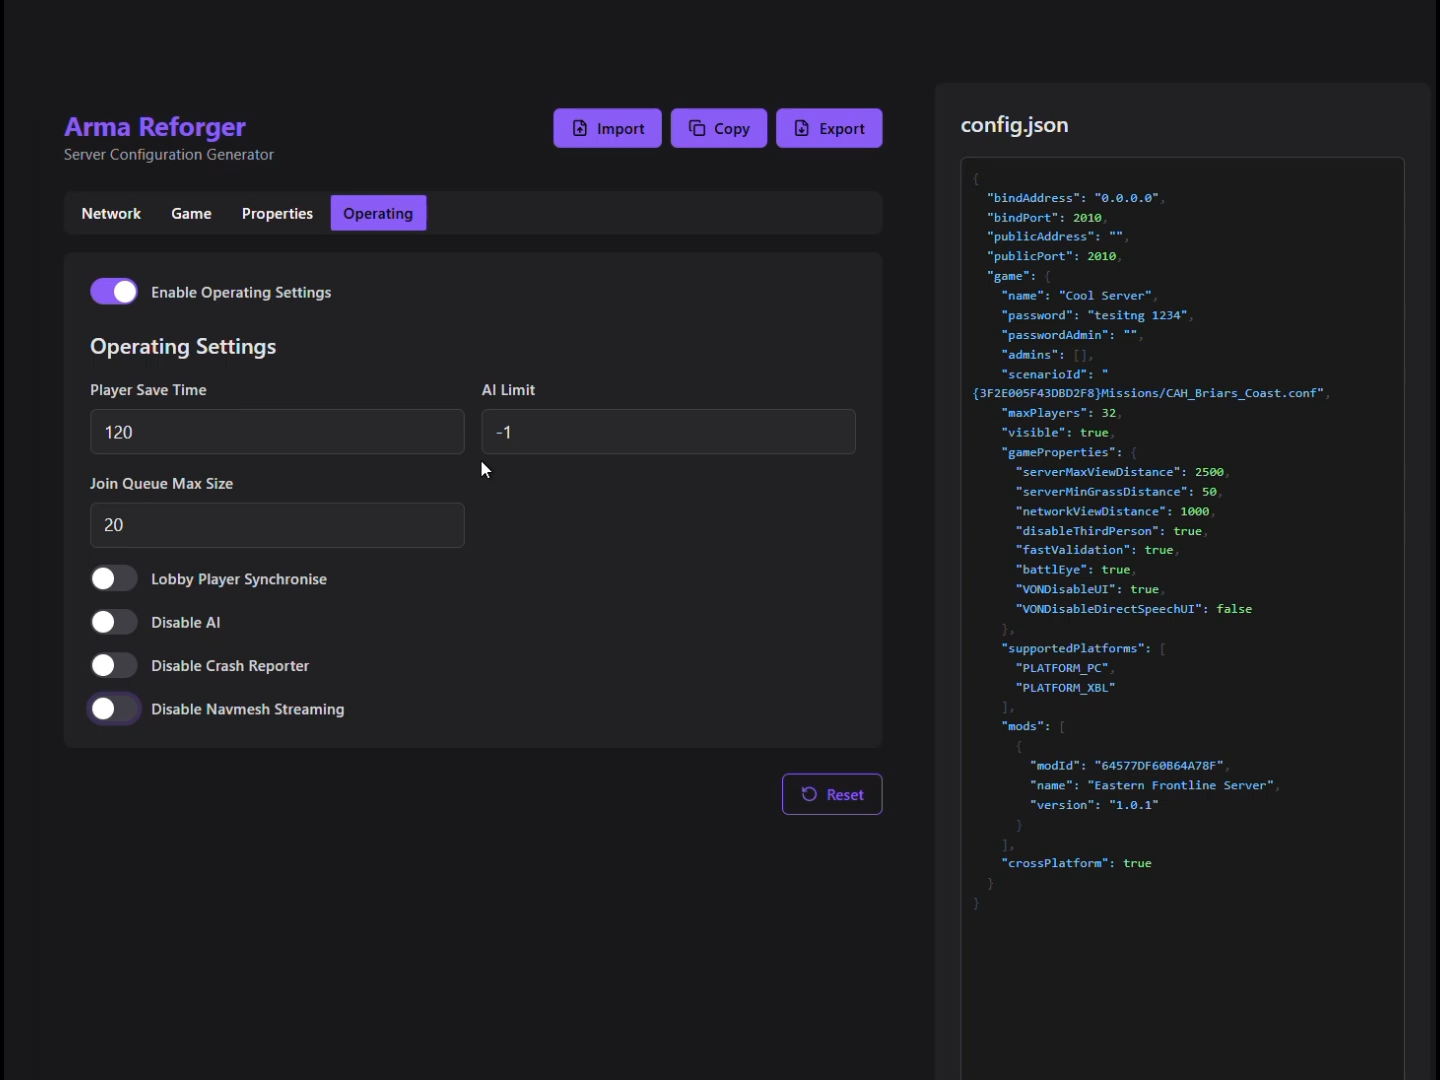 Arma Reforger
Server Configuration Generator
Import
Copy
Export
Network
Game
Properties
Operating
Enable Operating Settings
Operating Settings
Player Save Time
AI Limit
120
-1
Join Queue Max Size
20
Lobby Player Synchronise
Disable AI
Disable Crash Reporter
Disable Navmesh Streaming
Reset
config.json
{
"bindAddress": "0.0.0.0",
"bindPort": 2010,
"publicAddress": "",
"publicPort": 2010,
"game": {
"name": "Cool Server",
"password": "tesitng 1234",
"passwordAdmin": "",
"admins": [],
"scenarioId": "
{3F2E005F43DBD2F8}Missions/CAH_Briars_Coast.conf",
"maxPlayers": 32,
"visible": true,
"gameProperties": {
"serverMaxViewDistance": 2500,
"serverMinGrassDistance": 50,
"networkViewDistance": 1000,
"disableThirdPerson": true,
"fastValidation": true,
"battlEye": true,
"VONDisableUI": true,
"VONDisableDirectSpeechUI": false
},
"supportedPlatforms": [
"PLATFORM_PC",
"PLATFORM_XBL"
],
"mods": [
{
"modId": "64577DF60B64A78F",
"name": "Eastern Frontline Server",
"version": "1.0.1"
}
],
"crossPlatform": true
}
}